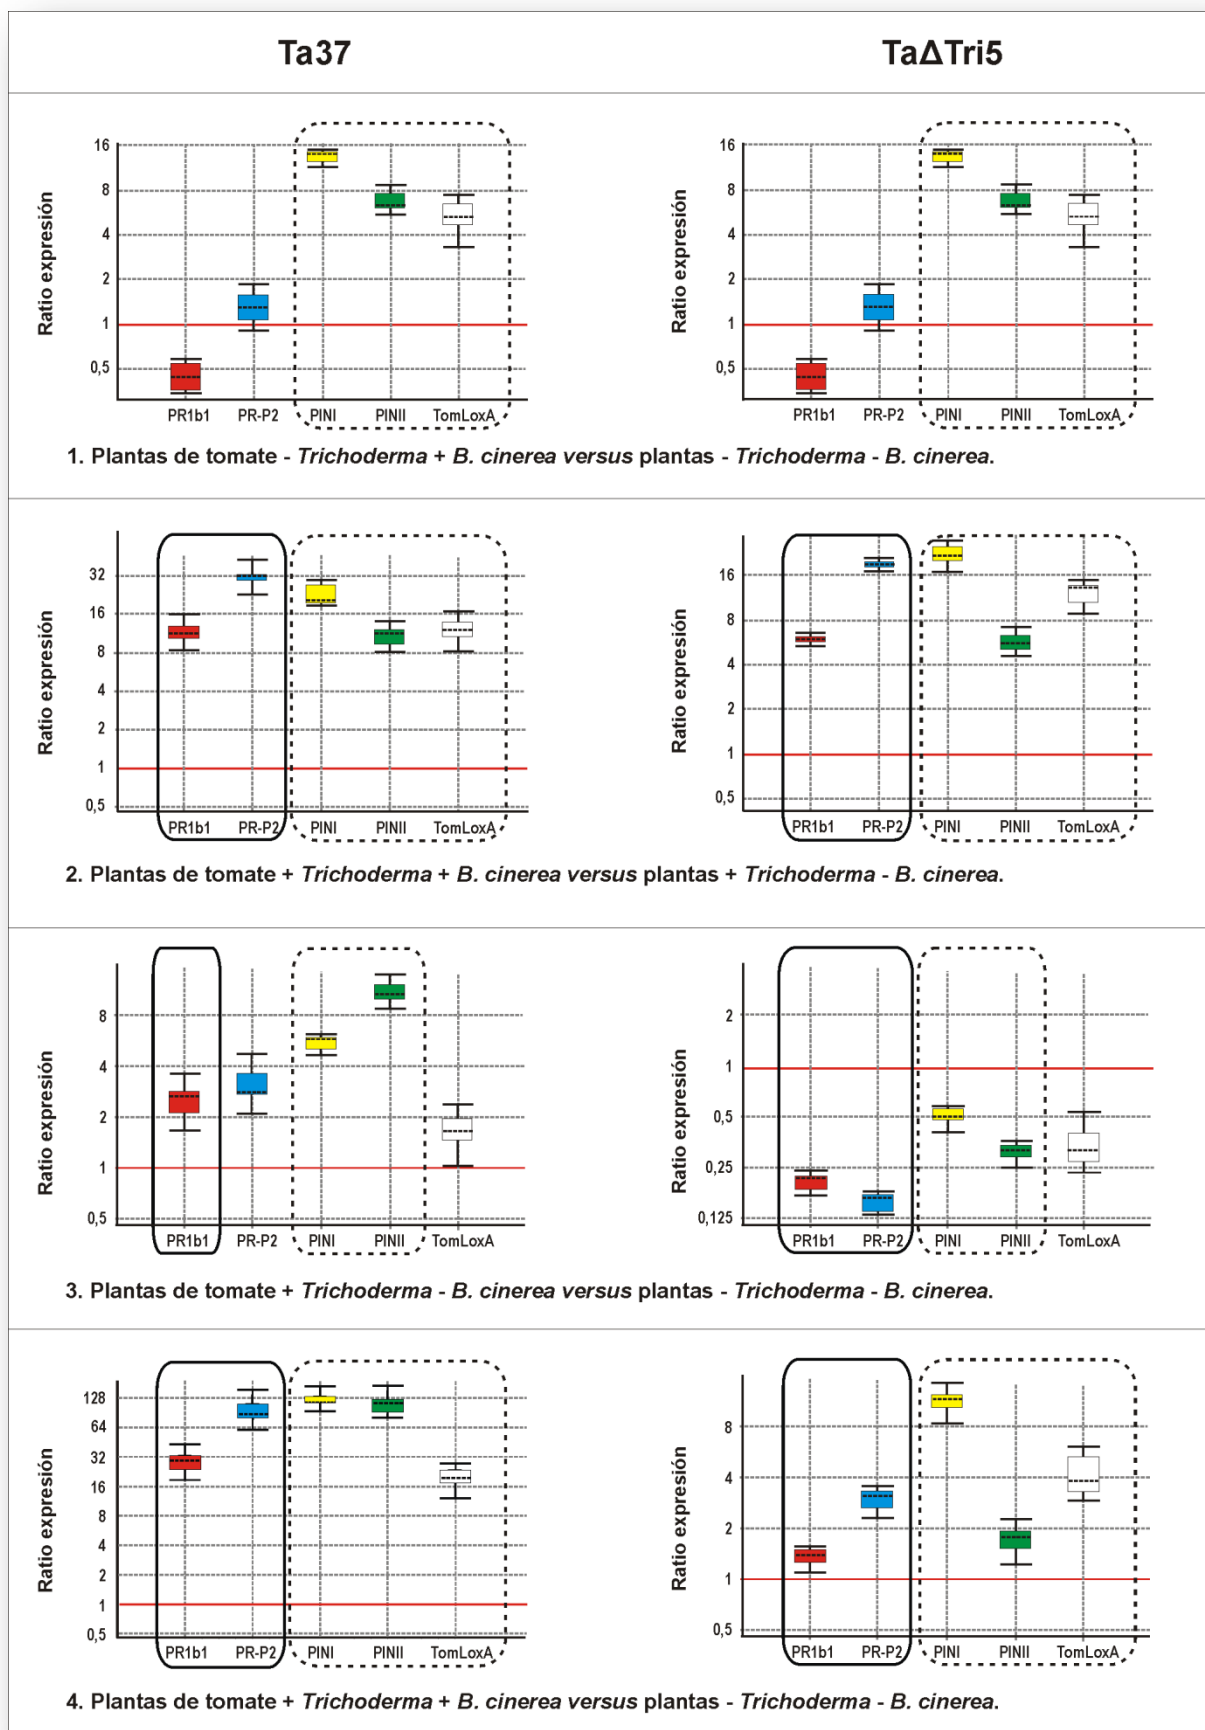 Ta37 TaΔTri5
Ratio expresión
16
8
4
2
1
0,5
PR1b1 PR-P2 PINI PINII TomLoxA
Ratio expresión
16
8
4
2
1
0,5
PR1b1 PR-P2 PINI PINII TomLoxA
1. Plantas de tomate - Trichoderma + B. cinerea versus plantas - Trichoderma - B. cinerea.
Ratio expresión
32
16
8
4
2
1
0,5
PR1b1 PR-P2 PINI PINII TomLoxA
Ratio expresión
16
8
4
2
1
0,5
PR1b1 PR-P2 PINI PINII TomLoxA
2. Plantas de tomate + Trichoderma + B. cinerea versus plantas + Trichoderma - B. cinerea.
Ratio expresión
8
4
2
1
0,5
PR1b1 PR-P2 PINI PINII TomLoxA
Ratio expresión
2
1
0,5
0,25
0,125
PR1b1 PR-P2 PINI PINII TomLoxA
3. Plantas de tomate + Trichoderma - B. cinerea versus plantas - Trichoderma - B. cinerea.
Ratio expresión
128
64
32
16
8
4
2
1
0,5
PR1b1 PR-P2 PINI PINII TomLoxA
Ratio expresión
8
4
2
1
0,5
PR1b1 PR-P2 PINI PINII TomLoxA
4. Plantas de tomate + Trichoderma + B. cinerea versus plantas - Trichoderma - B. cinerea.